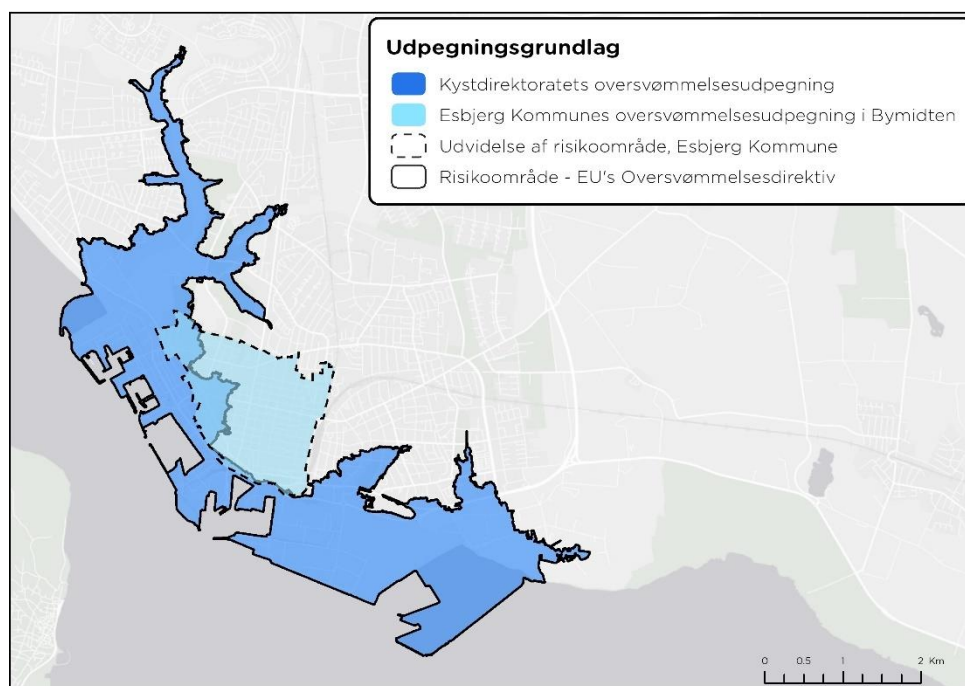 Udpegningsgrundlag
Kystdirektoratets oversvømmelsesudpegning
Esbjerg Kommunes oversvømmelsesudpegning i Bymidten
Udvidelse af risikoområde, Esbjerg Kommune
Risikoområde - EU's Oversvømmelsesdirektiv
0 0.5 1 2 Km